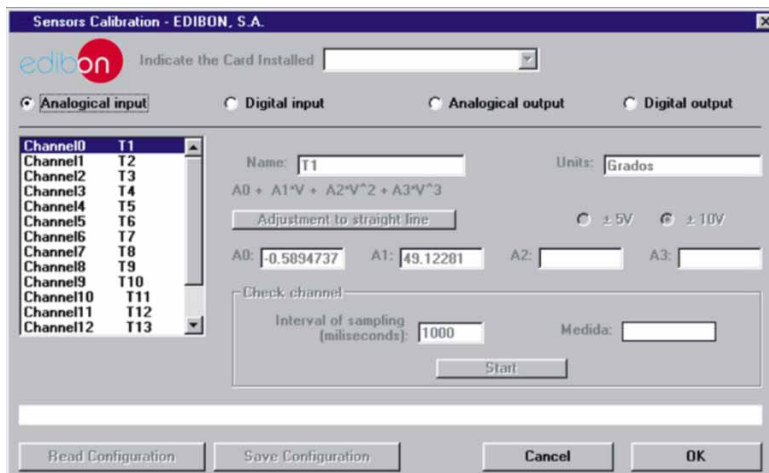 Sensors Calibration - EDIBON, S.A.
edibon
Indicate the Card Installed
Analogical input
Digital input
Analogical output
Digital output
Channel0 T1
Channel1 T2
Channel2 T3
Channel3 T4
Channel4 T5
Channel5 T6
Channel6 T7
Channel7 T8
Channel8 T9
Channel9 T10
Channel10 T11
Channel11 T12
Channel12 T13
Name: T1
Units: Grados
A0 + A1*V + A2*V^2 + A3*V^3
Adjustment to straight line
± 5V
± 10V
A0: -0.5894737
A1: 49.12281
A2:
A3:
Check channel
Interval of sampling
(miliseconds): 1000
Medida:
Start
Read Configuration
Save Configuration
Cancel
OK